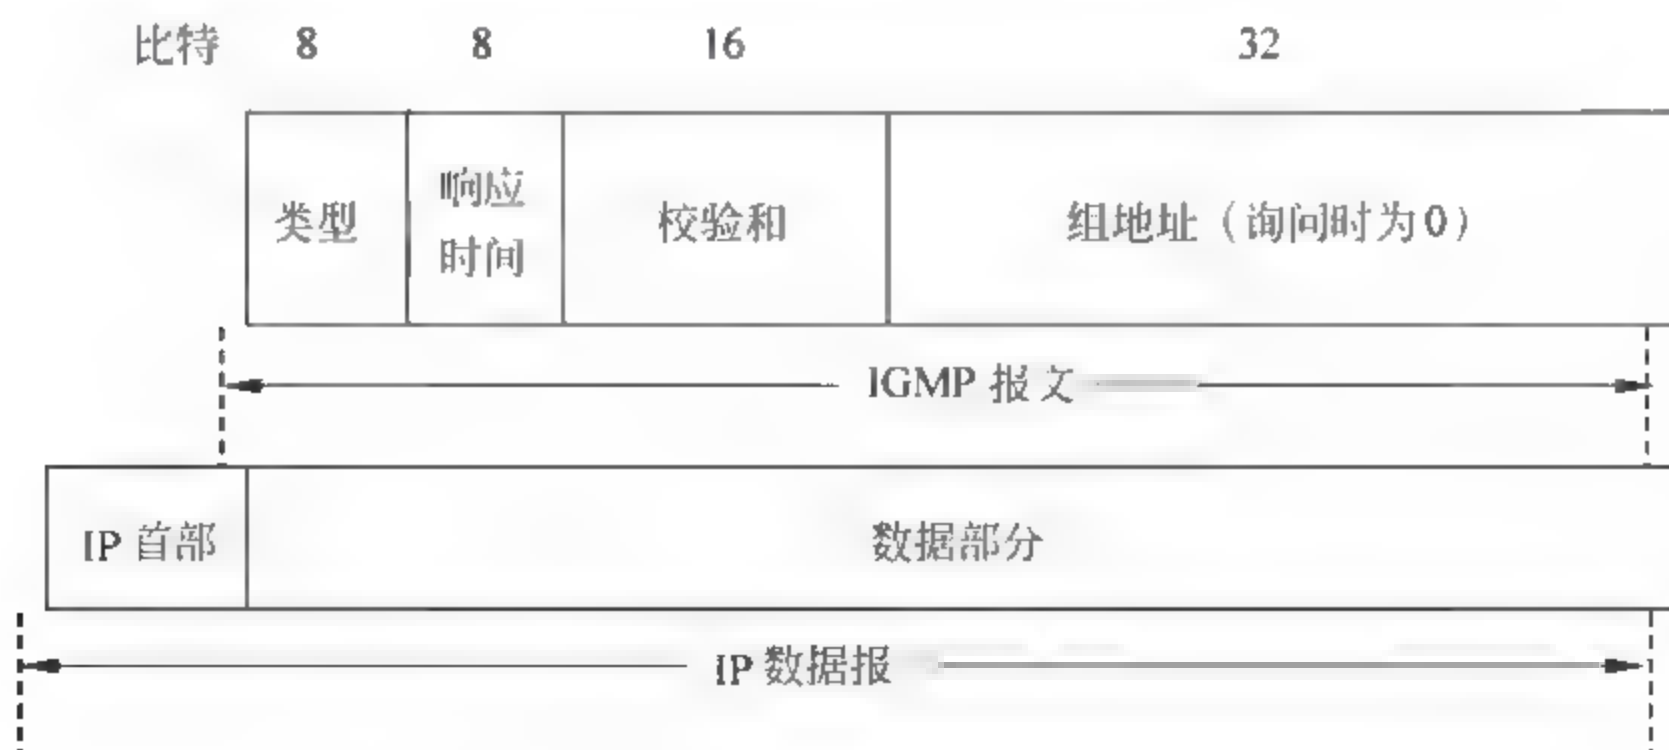 比特 8 8 16 32
类型 响应时间 校验和 组地址（询问时为0）
IGMP 报文
IP 首部 数据部分
IP 数据报